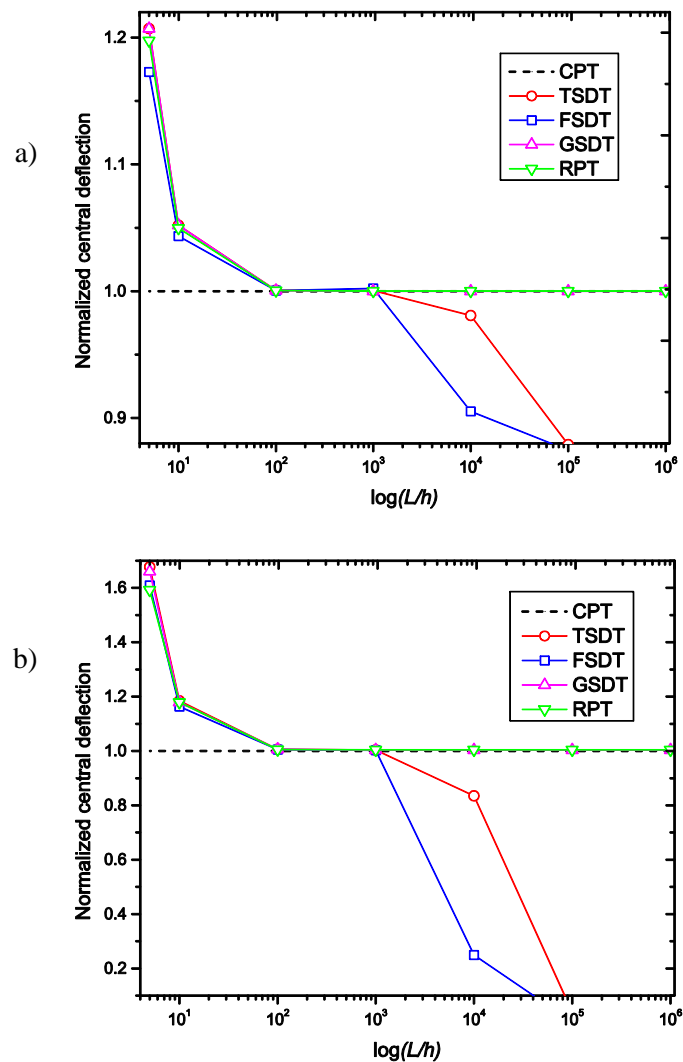 a)
Normalized central deflection
1.2
1.1
1.0
0.9
CPT
TSDT
FSDT
GSDT
RPT
10¹ 10² 10³ 10⁴ 10⁵ 10⁶
log(L/h)
b)
Normalized central deflection
1.6
1.4
1.2
1.0
0.8
0.6
0.4
0.2
CPT
TSDT
FSDT
GSDT
RPT
10¹ 10² 10³ 10⁴ 10⁵ 10⁶
log(L/h)